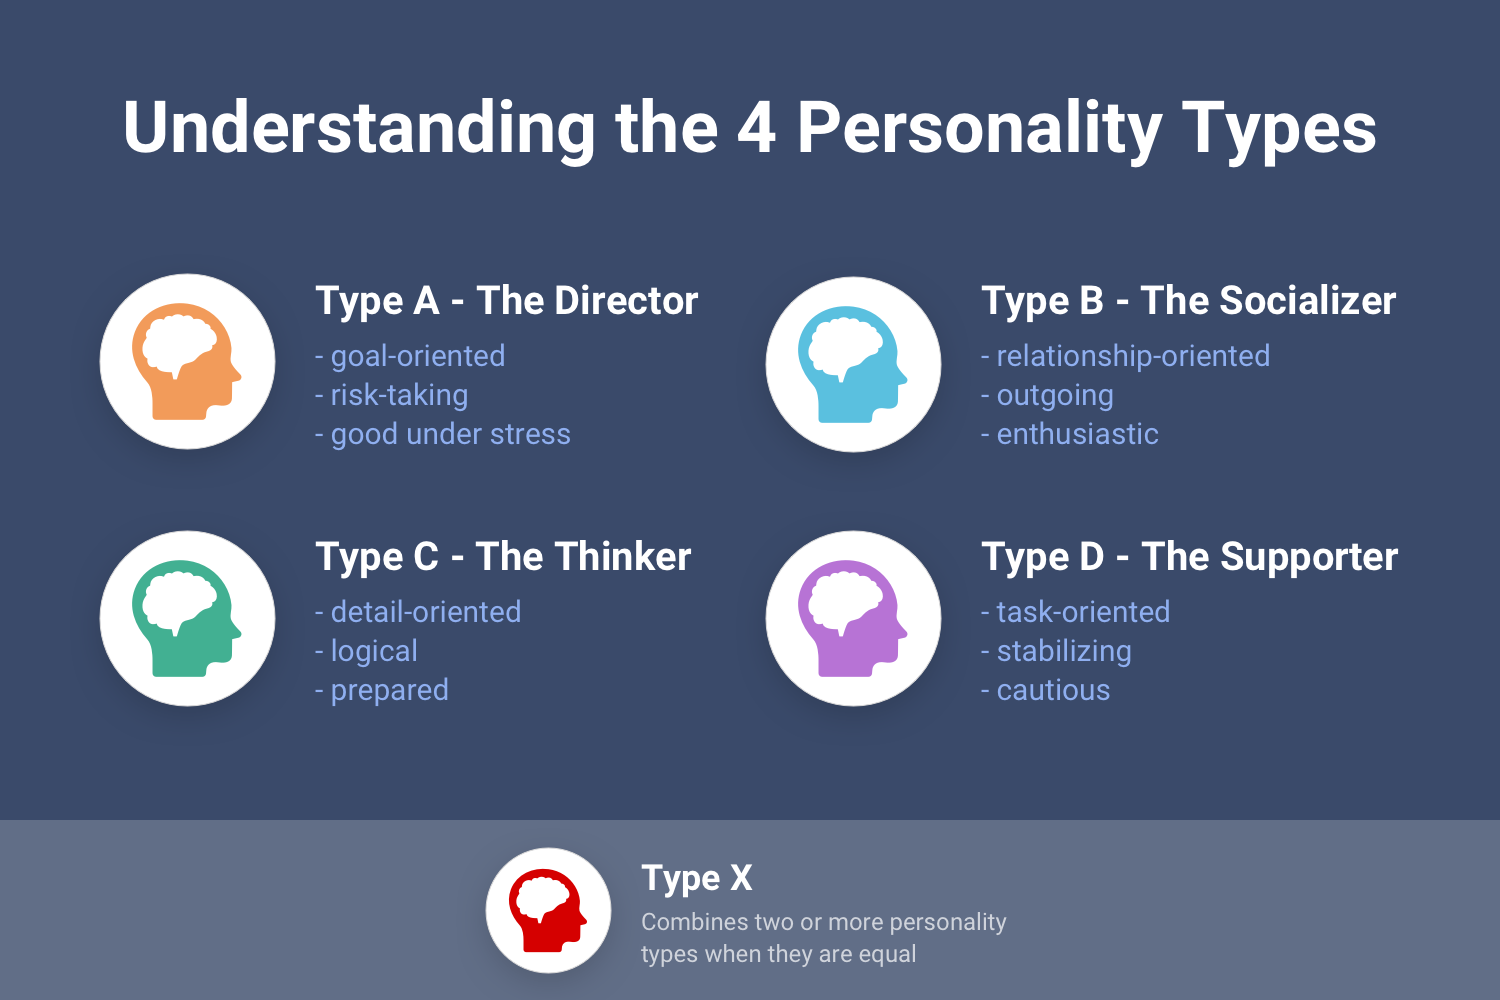 Understanding the 4 Personality Types
Type A - The Director
- goal-oriented
- risk-taking
- good under stress
Type B - The Socializer
- relationship-oriented
- outgoing
- enthusiastic
Type C - The Thinker
- detail-oriented
- logical
- prepared
Type D - The Supporter
- task-oriented
- stabilizing
- cautious
Type X
Combines two or more personality
types when they are equal